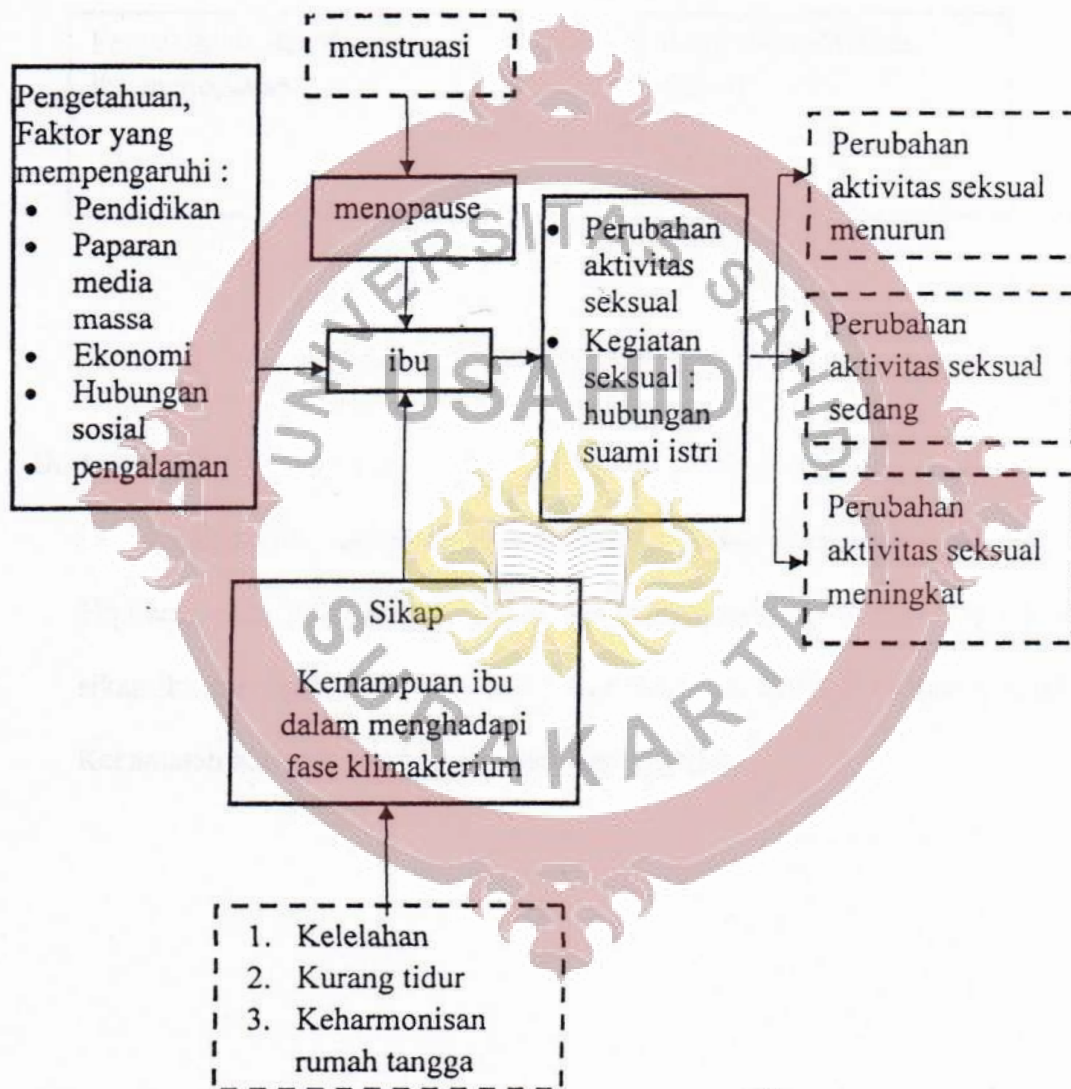 menstruasi
Pengetahuan,
Faktor yang
mempengaruhi :
• Pendidikan
• Paparan
media
massa
• Ekonomi
• Hubungan
sosial
• pengalaman
menopause
ibu
• Perubahan
aktivitas
seksual
• Kegiatan
seksual :
hubungan
suami istri
Perubahan
aktivitas seksual
menurun
Perubahan
aktivitas seksual
sedang
Perubahan
aktivitas seksual
meningkat
Sikap
Kemampuan ibu
dalam menghadapi
fase klimakterium
1. Kelelahan
2. Kurang tidur
3. Keharmonisan
rumah tangga
UNIVERSITAS SAHID
USAHID
SURAKARTA